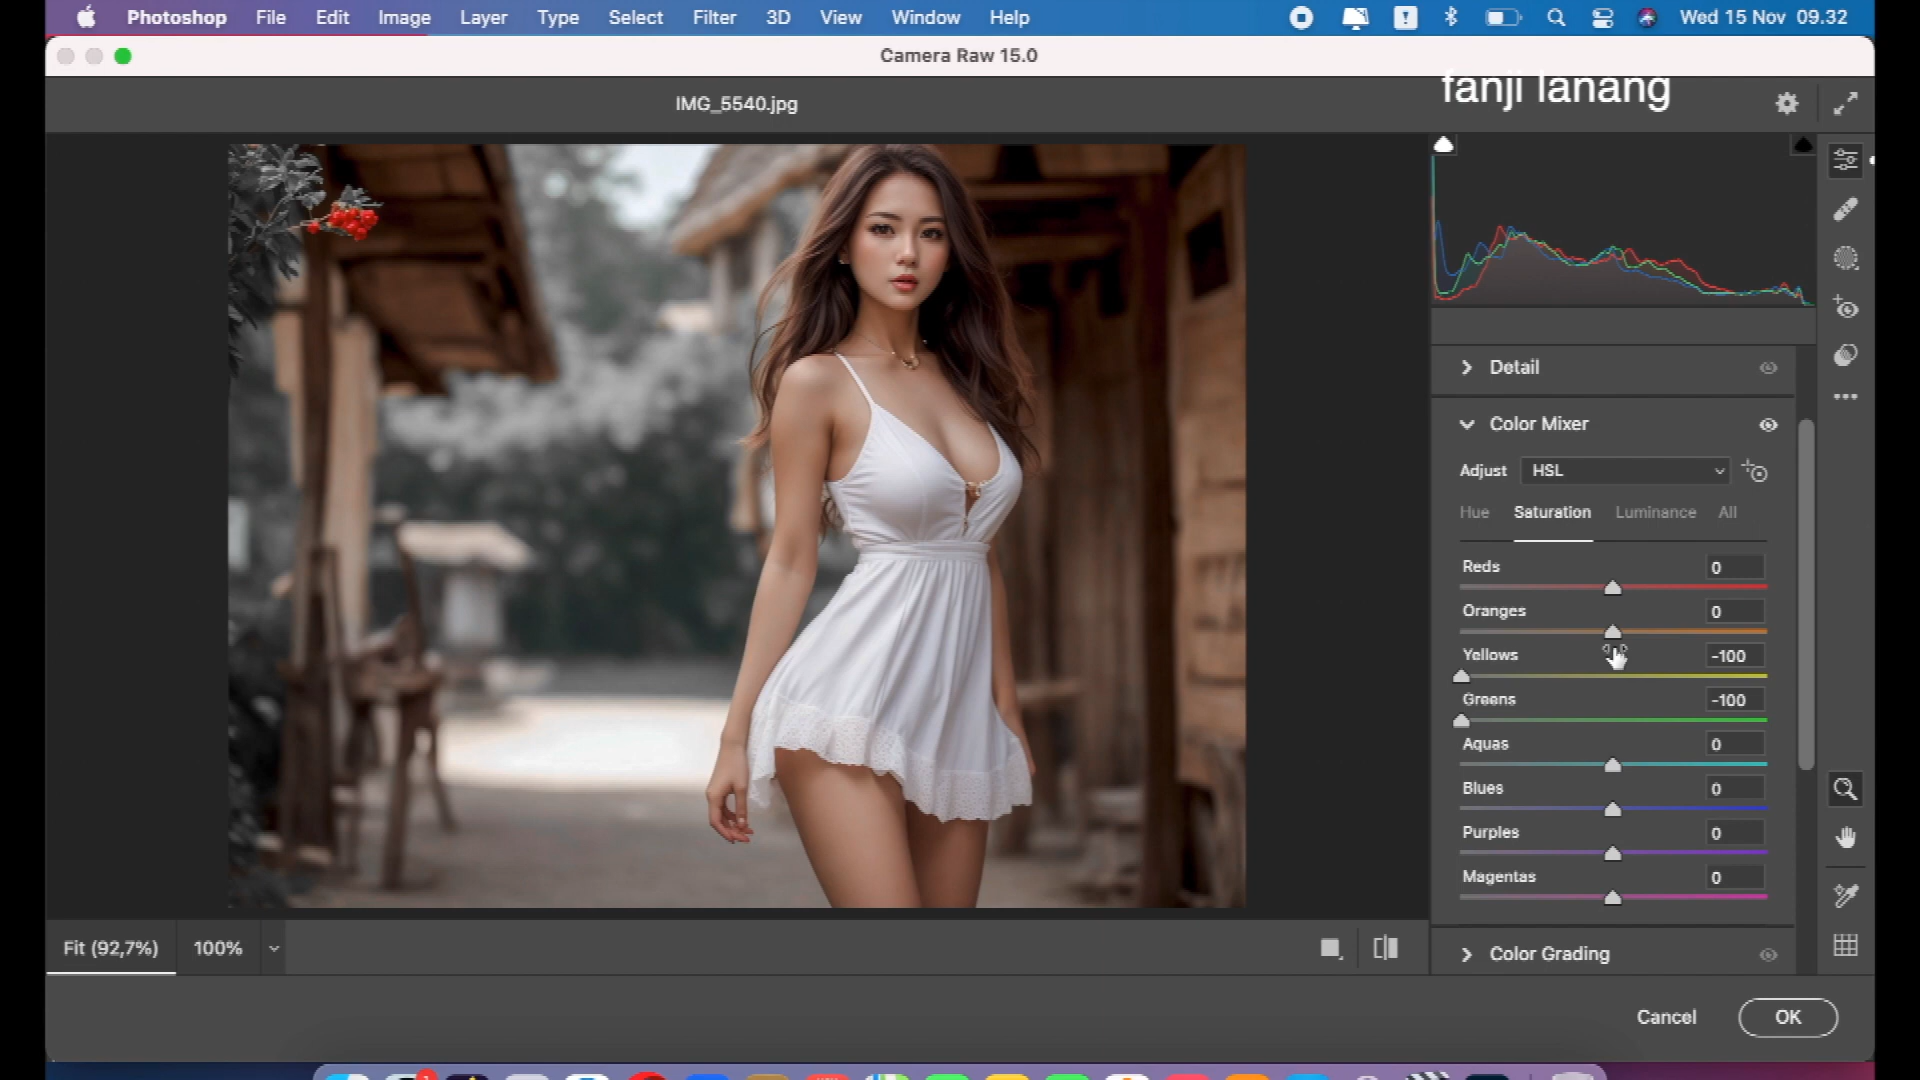 Photoshop File Edit Image Layer Type Select Filter 3D View Window Help Wed 15 Nov 09.32
Camera Raw 15.0
fanji lanang
IMG_5540.jpg
Detail
Color Mixer
Adjust HSL
Hue Saturation Luminance All
Reds 0
Oranges 0
Yellows -100
Greens -100
Aquas 0
Blues 0
Purples 0
Magentas 0
Fit (92,7%) 100%
Color Grading
Cancel OK